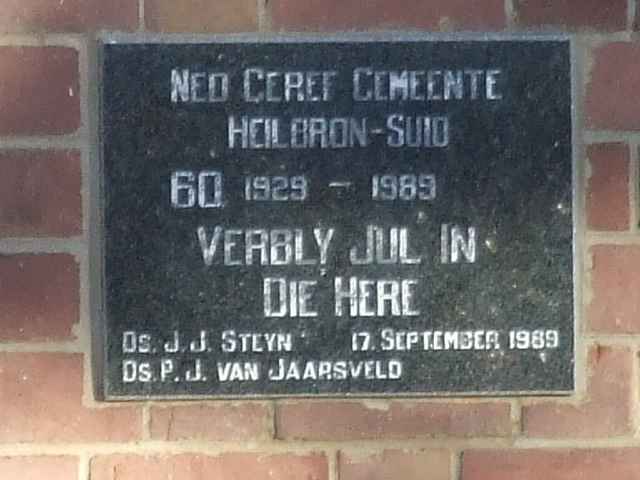 NED GEREF GEMEENTE
HEILBRON-SUID
60 1929 - 1989
VERBLY JUL IN
DIE HERE
DS. J. J. STEYN 17. SEPTEMBER 1989
DS. P. J. VAN JAARSVELD